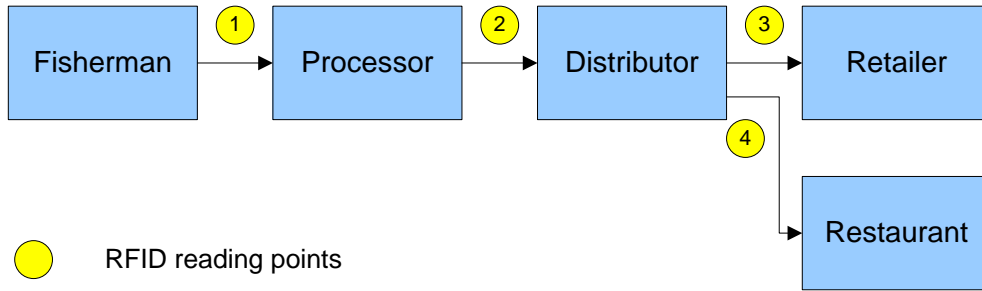 1
2
3
Fisherman
Processor
Distributor
Retailer
4
Restaurant
RFID reading points